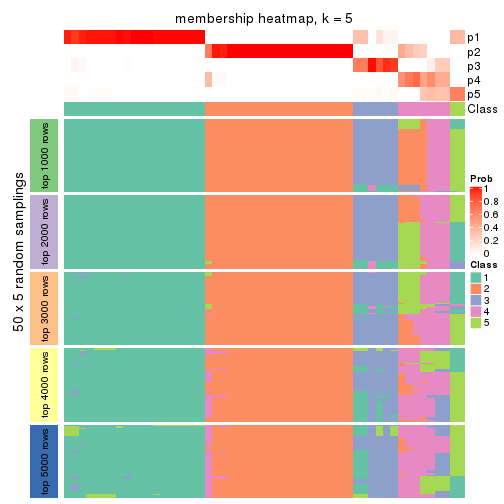 membership heatmap, k = 5
p1
p2
p3
p4
p5
Class
50 x 5 random samplings
top 1000 rows
top 2000 rows
top 3000 rows
top 4000 rows
top 5000 rows
Prob
1
0.8
0.6
0.4
0.2
0
Class
1
2
3
4
5